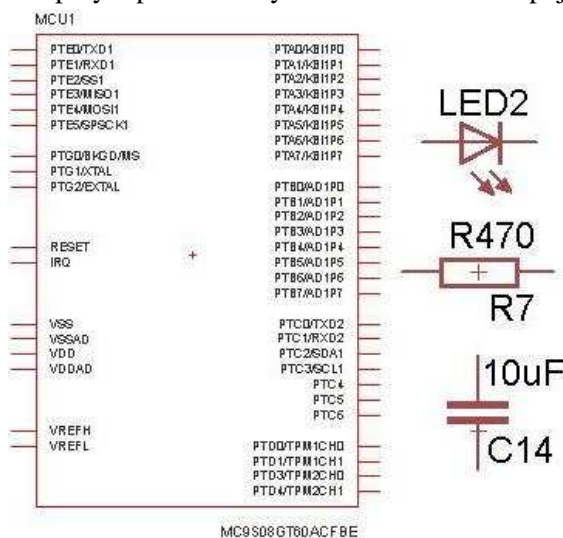 MCU1
PTE0/TXD1
PTE1/RXD1
PTE2/SS1
PTE3/MISO1
PTE4/MOSI1
PTE5/SPSCK1
PTG0/BKGD/MS
PTG1/XTAL
PTG2/EXTAL
RESET
IRQ
VSS
VSSAD
VDD
VDDAD
VREFH
VREFL
PTA0/KBI1P0
PTA1/KBI1P1
PTA2/KBI1P2
PTA3/KBI1P3
PTA4/KBI1P4
PTA5/KBI1P5
PTA6/KBI1P6
PTA7/KBI1P7
PTB0/AD1P0
PTB1/AD1P1
PTB2/AD1P2
PTB3/AD1P3
PTB4/AD1P4
PTB5/AD1P5
PTB6/AD1P6
PTB7/AD1P7
PTC0/TXD2
PTC1/RXD2
PTC2/SDA1
PTC3/SCL1
PTC4
PTC5
PTC6
PTD0/TPM1CH0
PTD1/TPM1CH1
PTD3/TPM2CH0
PTD4/TPM2CH1
MC9S08GT60ACFBE
LED2
R470
R7
10uF
C14